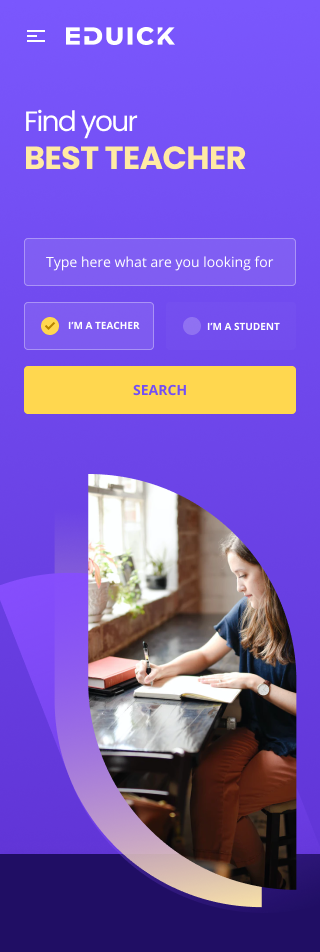 EDUICK
Find your
BEST TEACHER
Type here what are you looking for
I'M A TEACHER
I'M A STUDENT
SEARCH